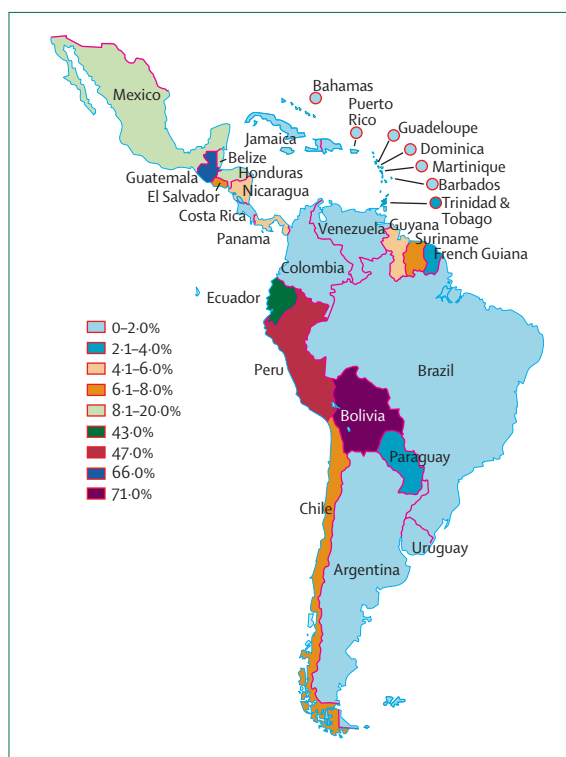 Mexico
Bahamas
Puerto
Rico
Jamaica
Guadeloupe
Dominica
Martinique
Barbados
Trinidad &
Tobago
Belize
Guatemala
Honduras
El Salvador
Nicaragua
Costa Rica
Panama
Venezuela
Guyana
Suriname
French Guiana
Colombia
Ecuador
Peru
Brazil
Bolivia
Paraguay
Chile
Uruguay
Argentina
0–2·0%
2·1–4·0%
4·1–6·0%
6·1–8·0%
8·1–20·0%
43·0%
47·0%
66·0%
71·0%